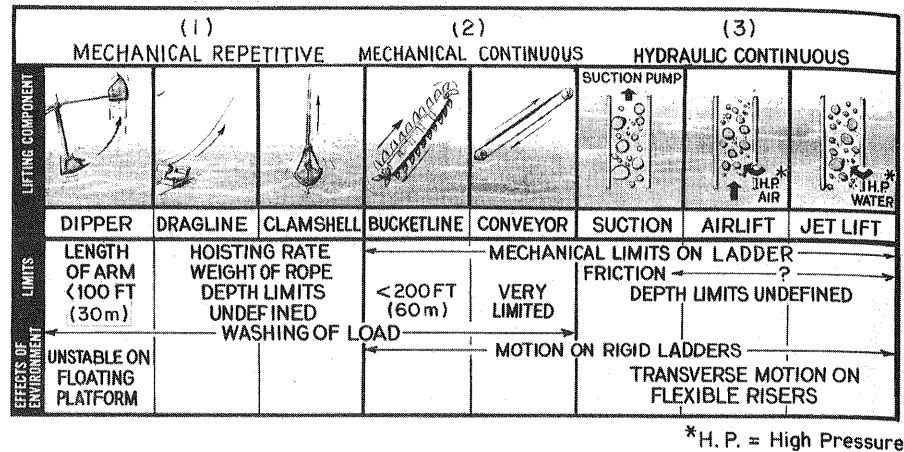 (1)
MECHANICAL REPETITIVE
(2)
MECHANICAL CONTINUOUS
(3)
HYDRAULIC CONTINUOUS
LIFTING COMPONENT
SUCTION PUMP
H.P.*
AIR
H.P.*
WATER
DIPPER
DRAGLINE
CLAMSHELL
BUCKETLINE
CONVEYOR
SUCTION
AIRLIFT
JET LIFT
LIMITS
LENGTH
OF ARM
<100 FT
(30m)
HOISTING RATE
WEIGHT OF ROPE
DEPTH LIMITS
UNDEFINED
MECHANICAL LIMITS ON LADDER
<200FT
(60m)
VERY
LIMITED
FRICTION
?
DEPTH LIMITS UNDEFINED
WASHING OF LOAD
EFFECTS OF
ENVIRONMENT
UNSTABLE ON
FLOATING
PLATFORM
MOTION ON RIGID LADDERS
TRANSVERSE MOTION ON
FLEXIBLE RISERS
*H. P. = High Pressure